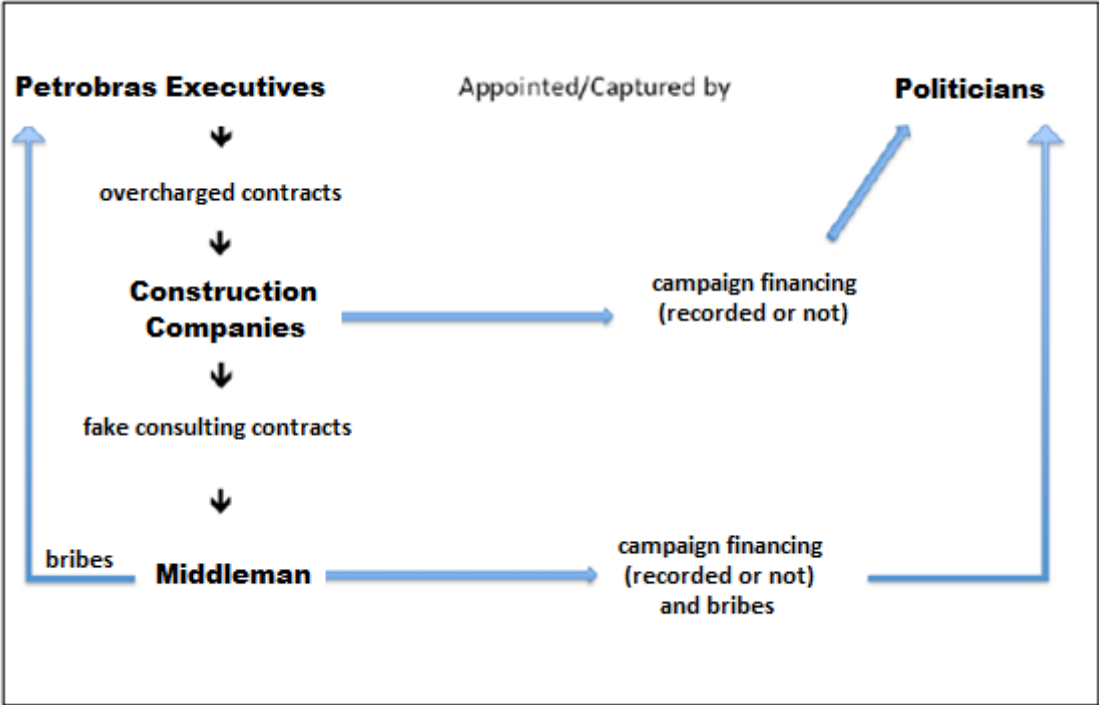 Petrobras Executives
Appointed/Captured by
Politicians
overcharged contracts
Construction
Companies
campaign financing
(recorded or not)
fake consulting contracts
bribes
Middleman
campaign financing
(recorded or not)
and bribes